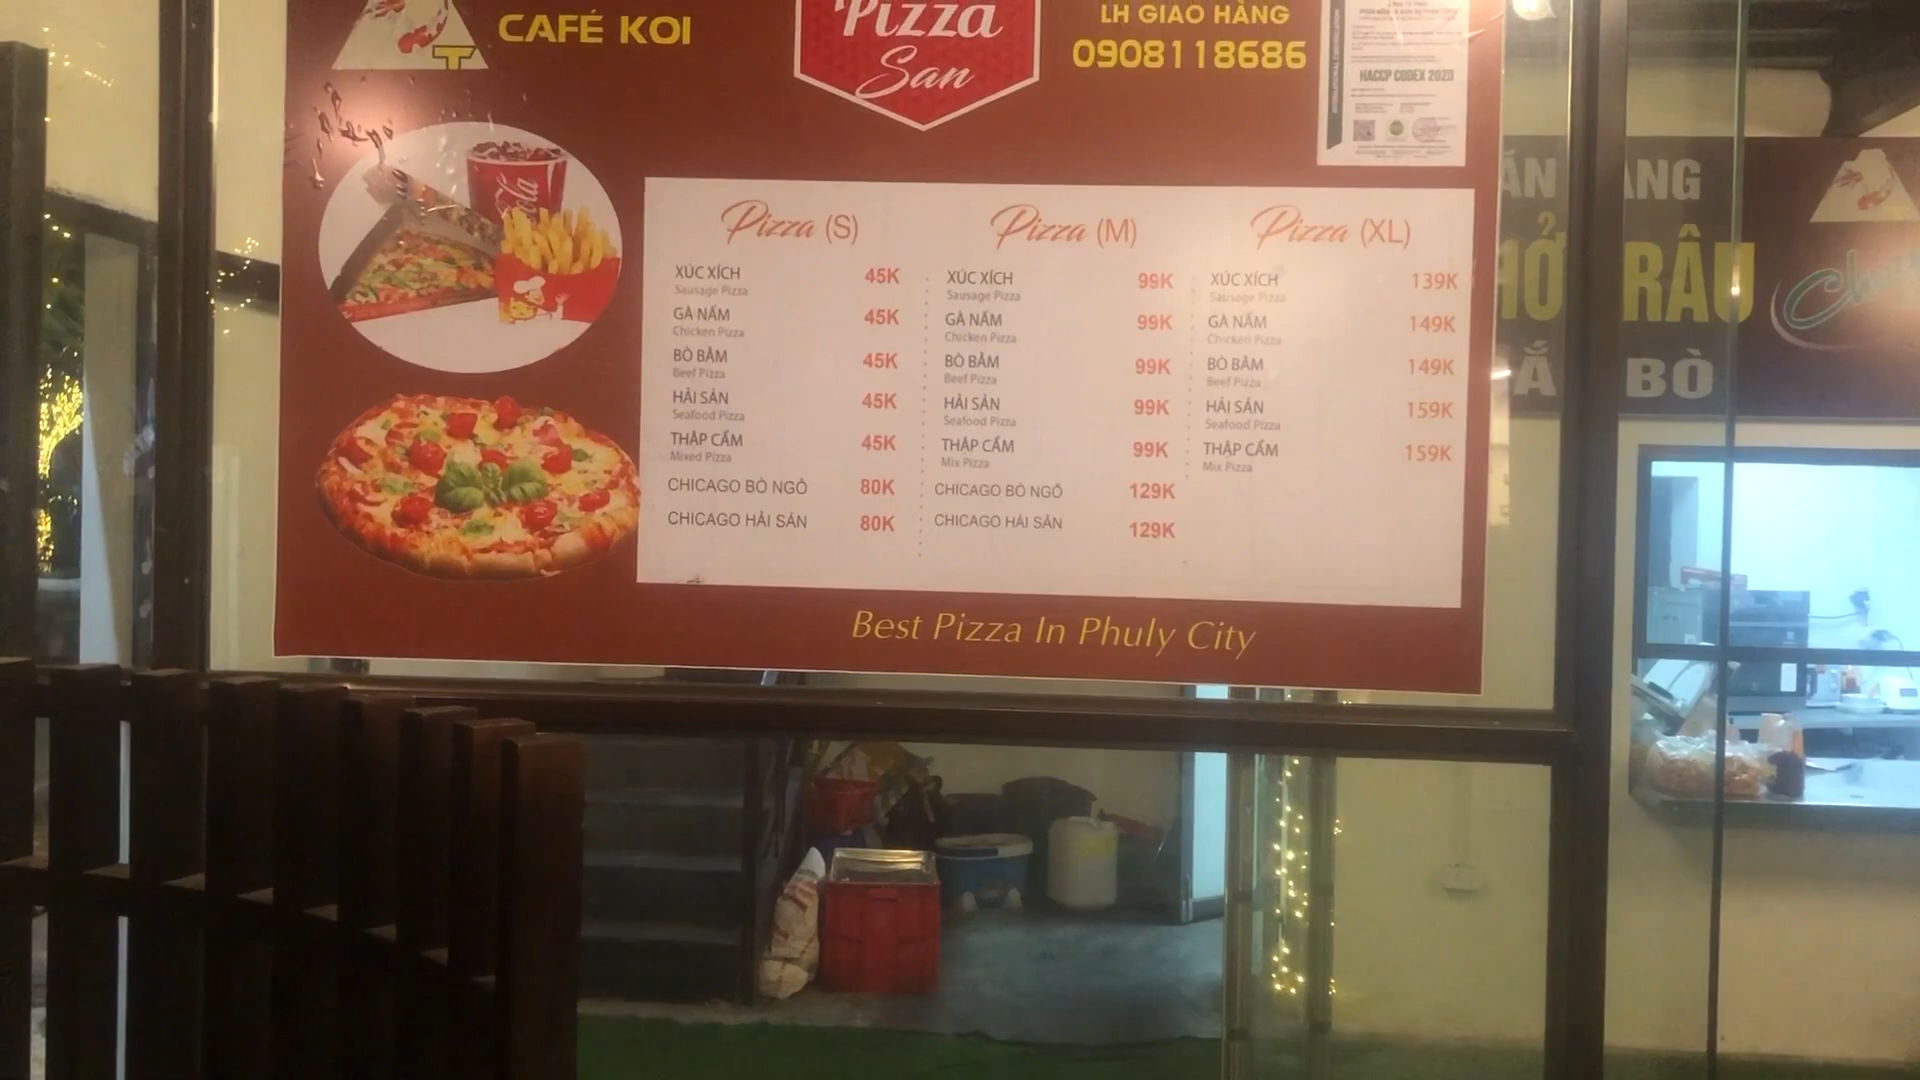 CAFÉ KOI
T
Pizza
San
LH GIAO HÀNG
0908118686
HACCP CODEX 2020
Cola
Pizza (S)
XÚC XÍCH 45K
Sausage Pizza
GÀ NẤM 45K
Chicken Pizza
BÒ BẰM 45K
Beef Pizza
HẢI SẢN 45K
Seafood Pizza
THẬP CẨM 45K
Mixed Pizza
CHICAGO BÒ NGÔ 80K
CHICAGO HẢI SẢN 80K
Pizza (M)
XÚC XÍCH 99K
Sausage Pizza
GÀ NẤM 99K
Chicken Pizza
BÒ BẰM 99K
Beef Pizza
HẢI SẢN 99K
Seafood Pizza
THẬP CẨM 99K
Mix Pizza
CHICAGO BÒ NGÔ 129K
CHICAGO HẢI SẢN 129K
Pizza (XL)
XÚC XÍCH 139K
Sausage Pizza
GÀ NẤM 149K
Chicken Pizza
BÒ BẰM 149K
Beef Pizza
HẢI SẢN 159K
Seafood Pizza
THẬP CẨM 159K
Mix Pizza
Best Pizza In Phuly City
RÂU
BÒ